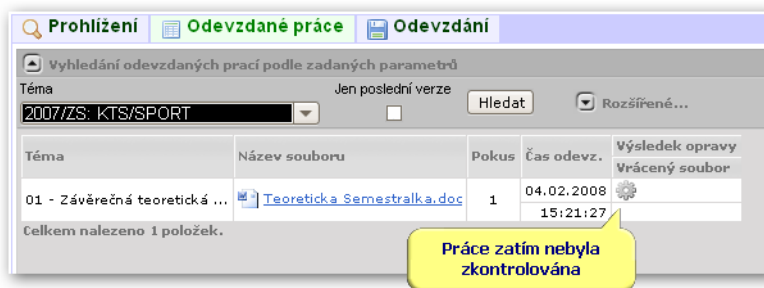 Prohlížení Odevzdané práce Odevzdání
Vyhledání odevzdaných prací podle zadaných parametrů
Téma Jen poslední verze
2007/ZS: KTS/SPORT Hledat Rozšířené...
Téma Název souboru Pokus Čas odevz. Výsledek opravy
Vrácený soubor
01 - Závěrečná teoretická ... Teoreticka Semestralka.doc 1 04.02.2008
15:21:27
Celkem nalezeno 1 položek.
Práce zatím nebyla
zkontrolována